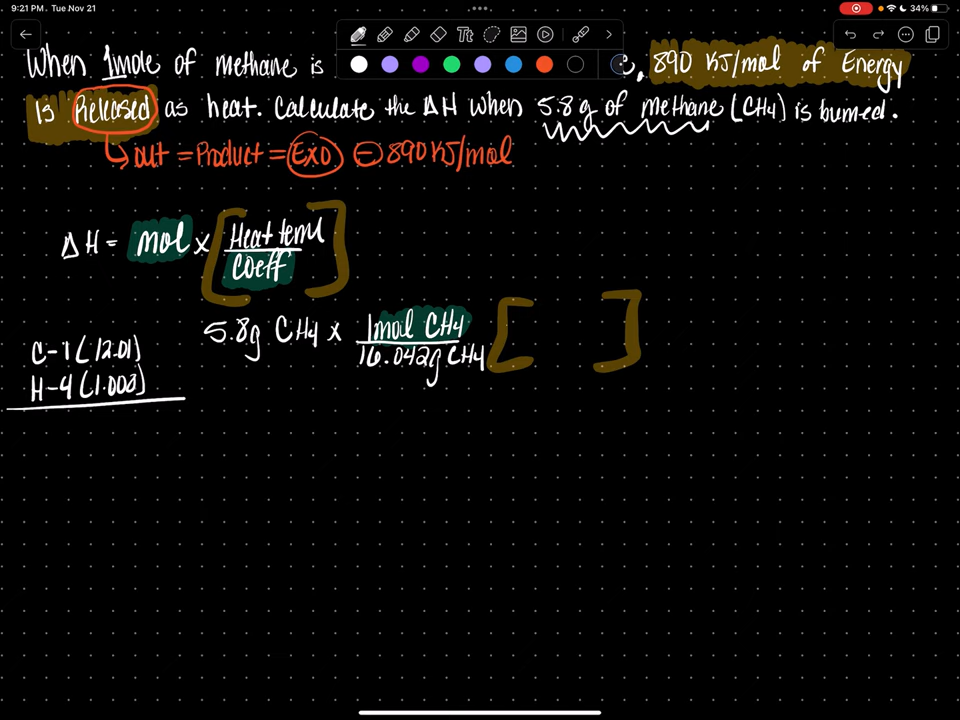 9:21 PM Tue Nov 21
34%
When 1mole of methane is , 890 KJ/mol of Energy
Is Released as heat. Calculate the ΔH when 5.8g of methane (CH4) is burned.
↳ Out = Product = Exo ⊖ 890 KJ/mol
ΔH = mol x [Heat term / Coeff]
5.8g CH4 x 1mol CH4 / 16.042g CH4 [ ]
C-1(12.01)
H-4(1.008)